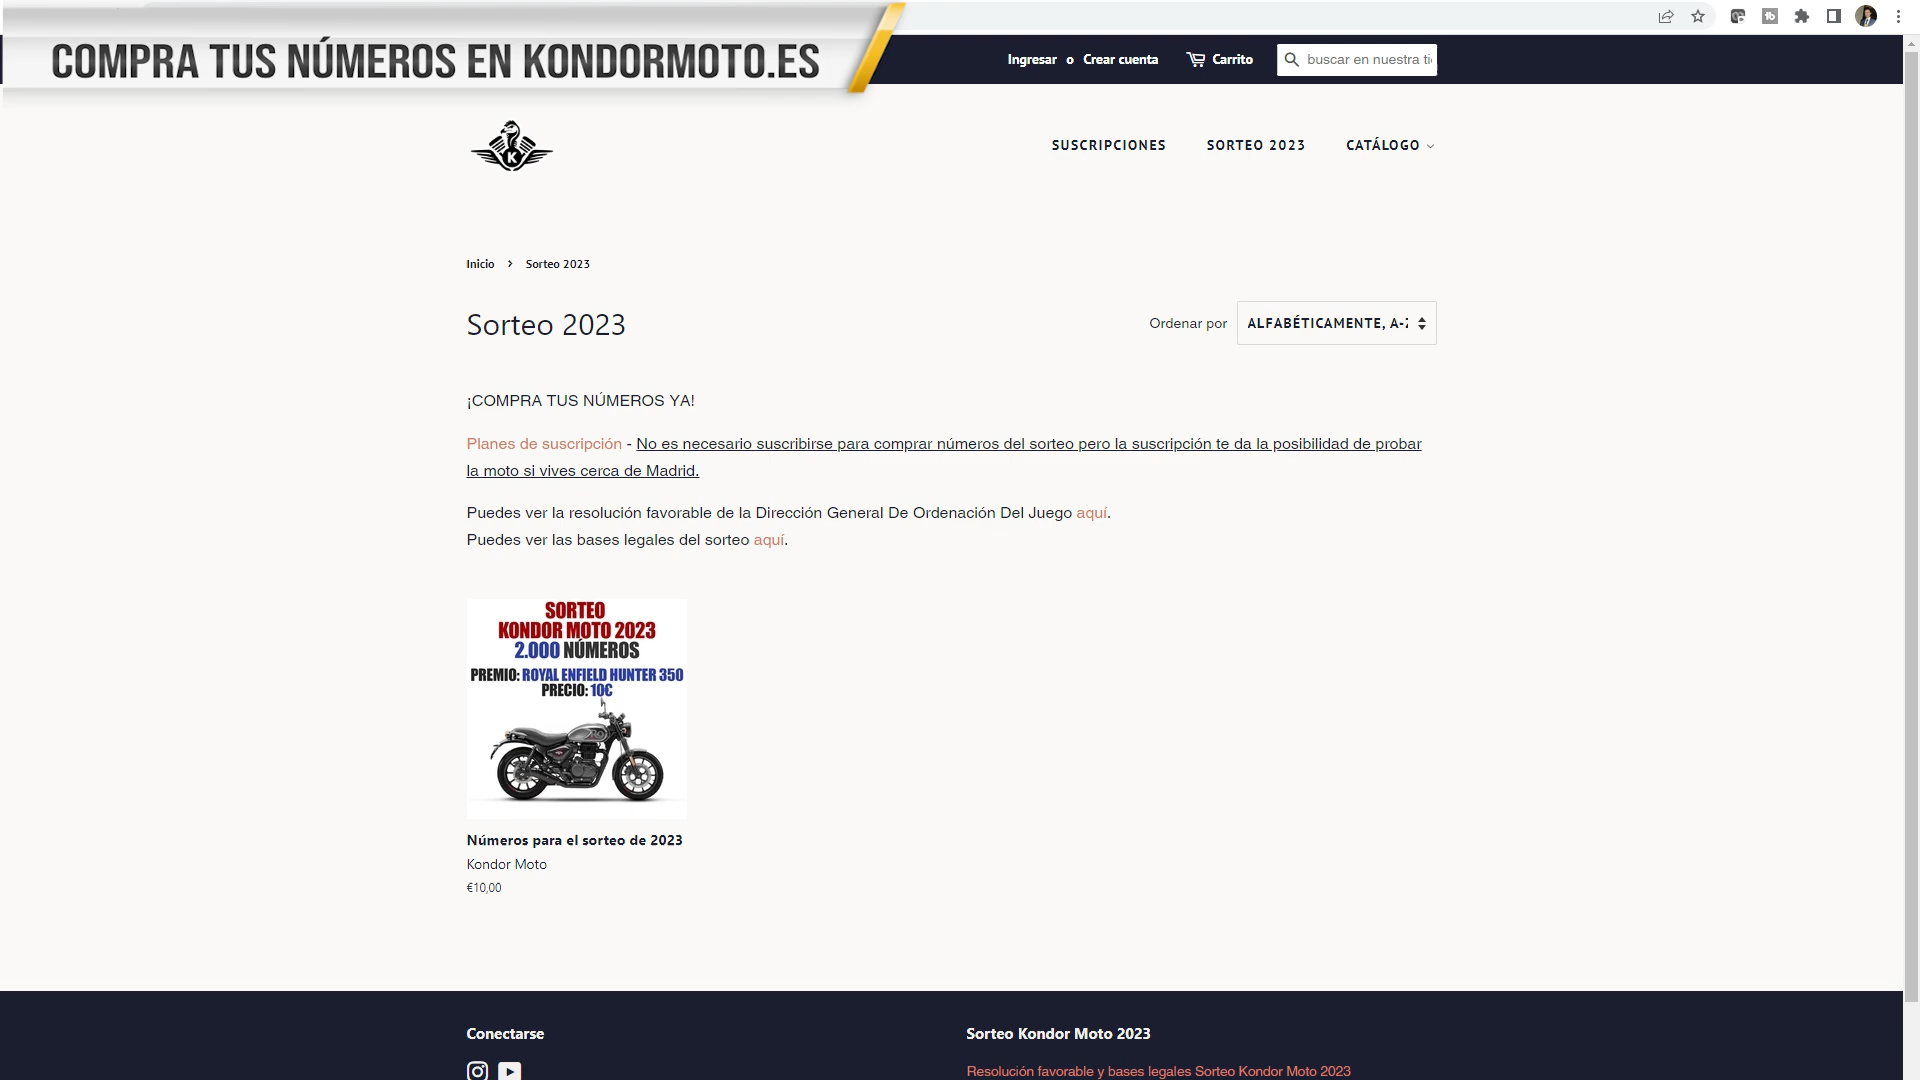 COMPRA TUS NÚMEROS EN KONDORMOTO.ES
Ingresar o Crear cuenta
Carrito
buscar en nuestra ti
K
SUSCRIPCIONES
SORTEO 2023
CATÁLOGO
Inicio › Sorteo 2023
Sorteo 2023
Ordenar por
ALFABÉTICAMENTE, A-Z
¡COMPRA TUS NÚMEROS YA!
Planes de suscripción - No es necesario suscribirse para comprar números del sorteo pero la suscripción te da la posibilidad de probar
la moto si vives cerca de Madrid.
Puedes ver la resolución favorable de la Dirección General De Ordenación Del Juego aquí.
Puedes ver las bases legales del sorteo aquí.
SORTEO
KONDOR MOTO 2023
2.000 NÚMEROS
PREMIO: ROYAL ENFIELD HUNTER 350
PRECIO: 10€
Números para el sorteo de 2023
Kondor Moto
€10,00
Conectarse
Sorteo Kondor Moto 2023
Resolución favorable y bases legales Sorteo Kondor Moto 2023